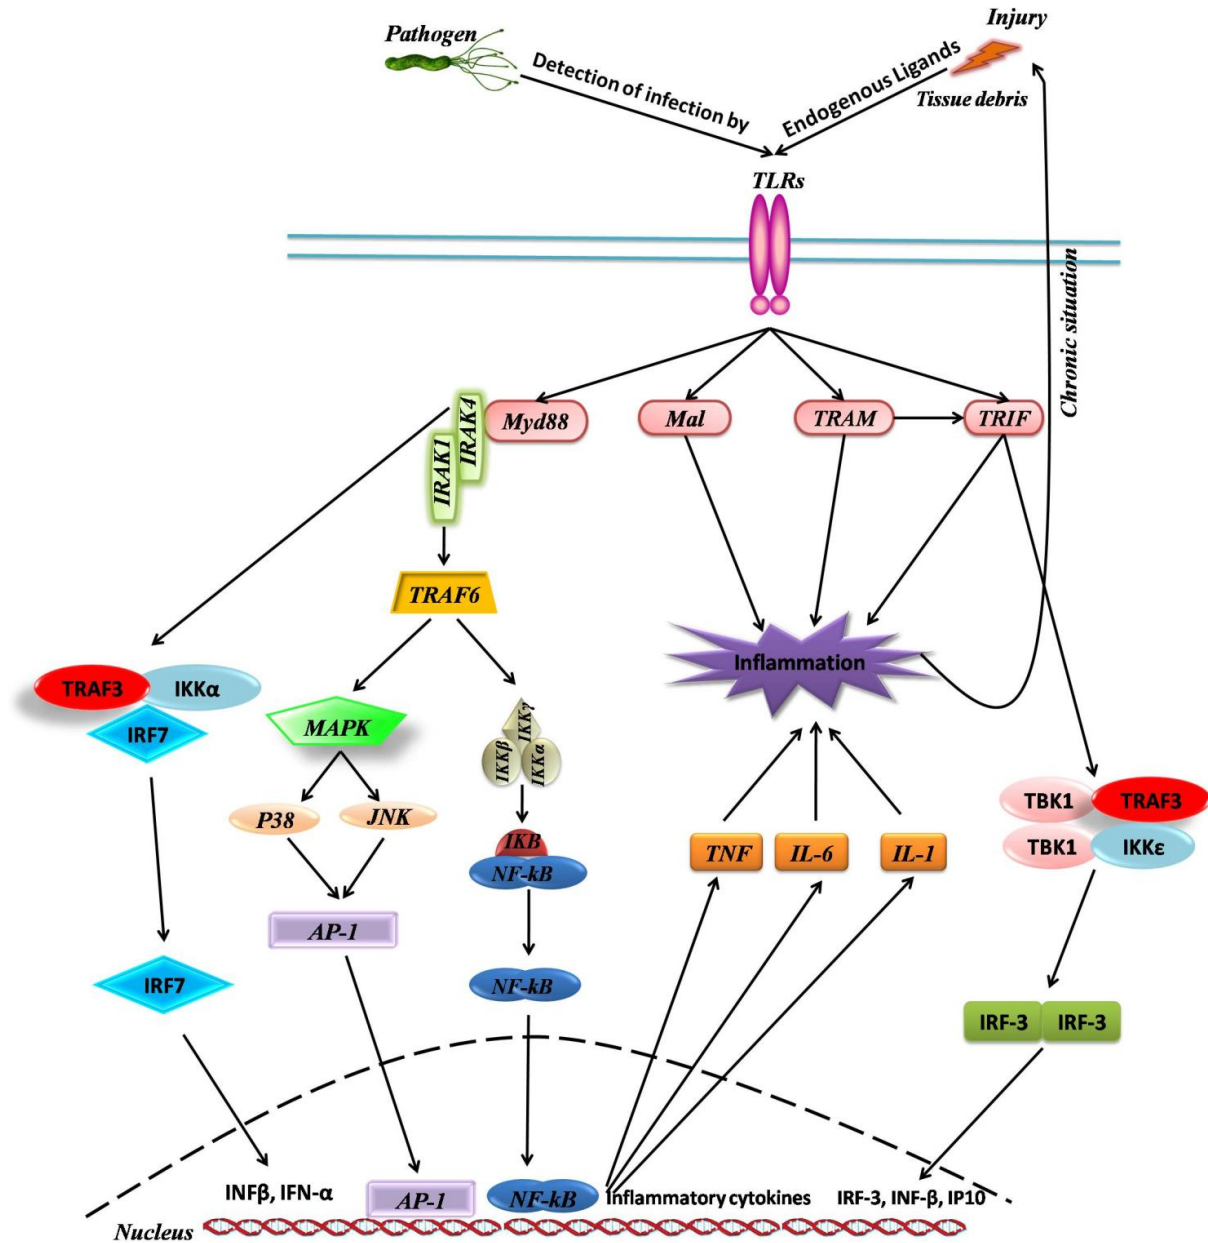 Pathogen
Injury
Detection of infection by
Endogenous Ligands
Tissue debris
TLRs
Chronic situation
IRAK4
IRAK1
Myd88
Mal
TRAM
TRIF
TRAF6
TRAF3
IKKα
IRF7
MAPK
IKKγ
IKKβ
IKKα
Inflammation
P38
JNK
IKB
NF-kB
TNF
IL-6
IL-1
TBK1
TRAF3
TBK1
IKKε
AP-1
IRF7
NF-kB
IRF-3
IRF-3
INFβ, IFN-α
AP-1
NF-kB
Inflammatory cytokines
IRF-3, INF-β, IP10
Nucleus